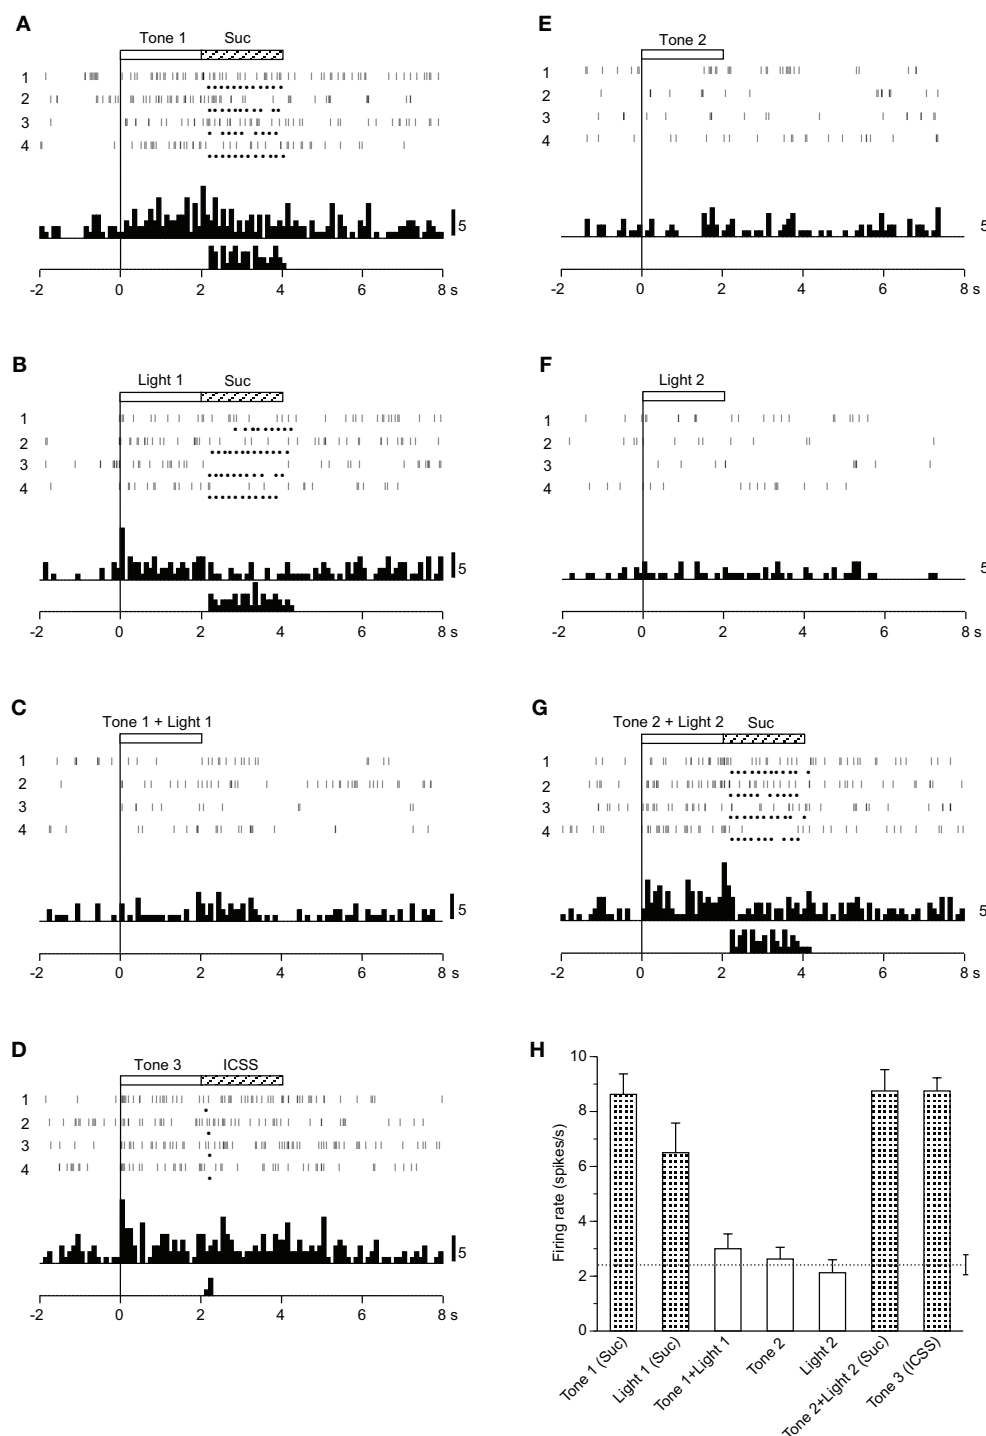 A
Tone 1 Suc
1
2
3
4
5
-2 0 2 4 6 8 s
B
Light 1 Suc
1
2
3
4
5
-2 0 2 4 6 8 s
C
Tone 1 + Light 1
1
2
3
4
5
-2 0 2 4 6 8 s
D
Tone 3 ICSS
1
2
3
4
5
-2 0 2 4 6 8 s
E
Tone 2
1
2
3
4
5
-2 0 2 4 6 8 s
F
Light 2
1
2
3
4
5
-2 0 2 4 6 8 s
G
Tone 2 + Light 2 Suc
1
2
3
4
5
-2 0 2 4 6 8 s
H
Firing rate (spikes/s)
10
8
6
4
2
0
Tone 1 (Suc)
Light 1 (Suc)
Tone 1+Light 1
Tone 2
Light 2
Tone 2+Light 2 (Suc)
Tone 3 (ICSS)